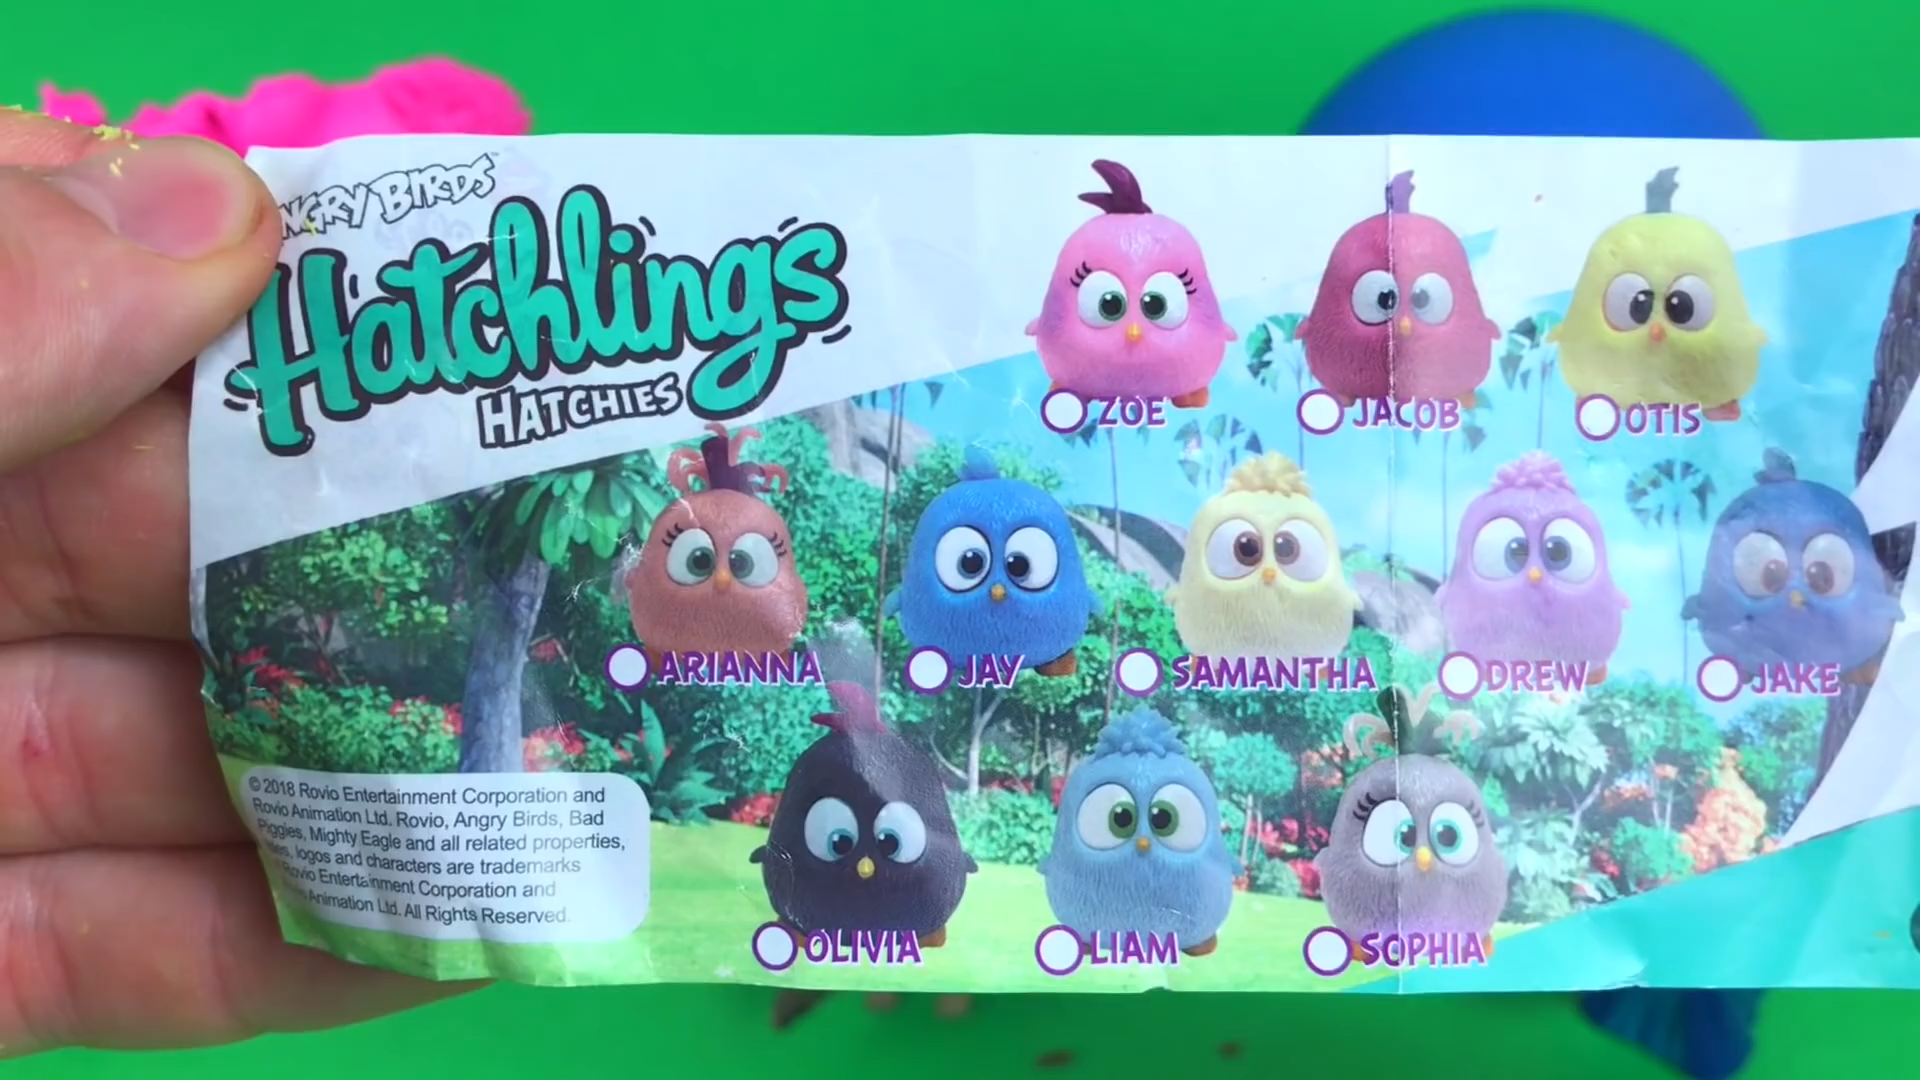 ANGRY BIRDS™
Hatchlings
HATCHIES
ZOE
JACOB
OTIS
ARIANNA
JAY
SAMANTHA
DREW
JAKE
OLIVIA
LIAM
SOPHIA
© 2018 Rovio Entertainment Corporation and
Rovio Animation Ltd. Rovio, Angry Birds, Bad
Piggies, Mighty Eagle and all related properties,
logos and characters are trademarks
Rovio Entertainment Corporation and
Animation Ltd. All Rights Reserved.